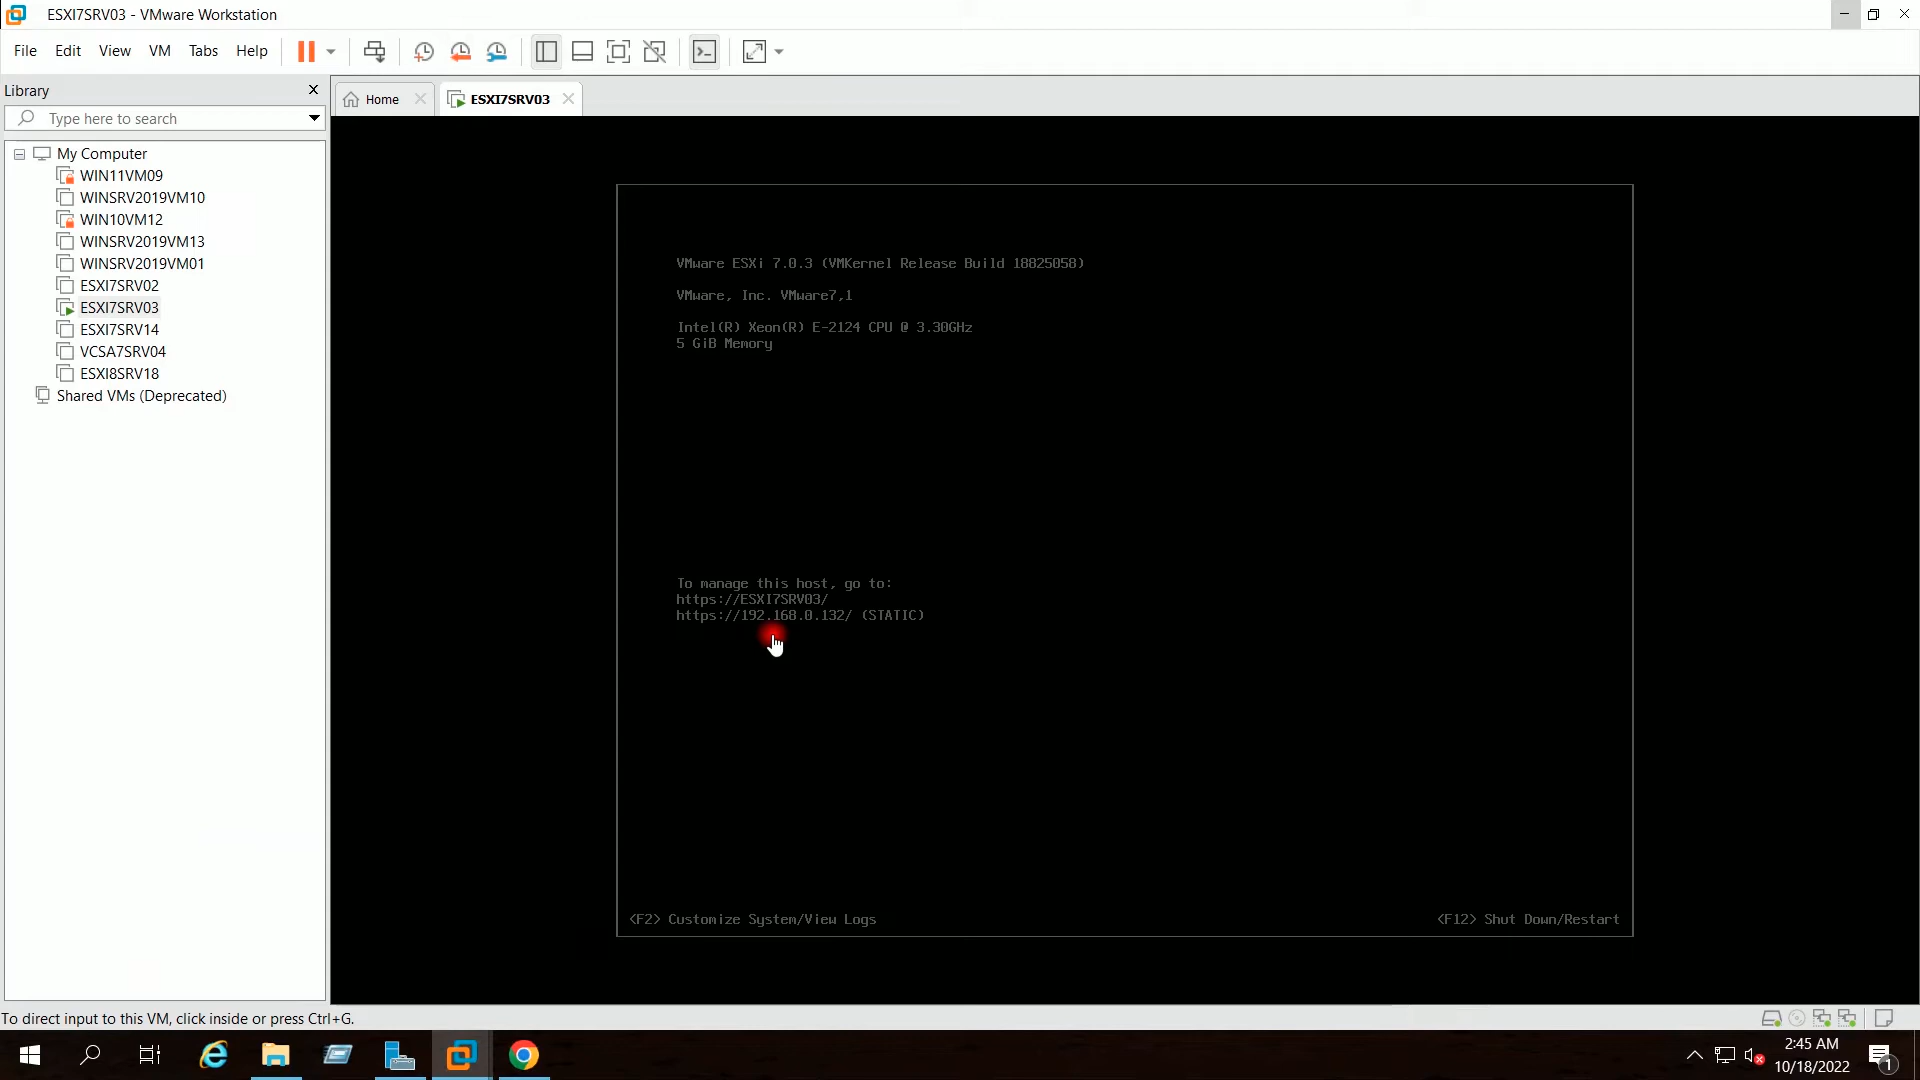 ESXI7SRV03 - VMware Workstation
File Edit View VM Tabs Help
Library
Type here to search
My Computer
WIN11VM09
WINSRV2019VM10
WIN10VM12
WINSRV2019VM13
WINSRV2019VM01
ESXI7SRV02
ESXI7SRV03
ESXI7SRV14
VCSA7SRV04
ESXI8SRV18
Shared VMs (Deprecated)
Home
ESXI7SRV03
VMware ESXi 7.0.3 (VMKernel Release Build 18825058)
VMware, Inc. VMware7,1
Intel(R) Xeon(R) E-2124 CPU @ 3.30GHz
5 GiB Memory
To manage this host, go to:
https://ESXI7SRV03/
https://192.168.0.132/ (STATIC)
<F2> Customize System/View Logs
<F12> Shut Down/Restart
To direct input to this VM, click inside or press Ctrl+G.
2:45 AM
10/18/2022
1